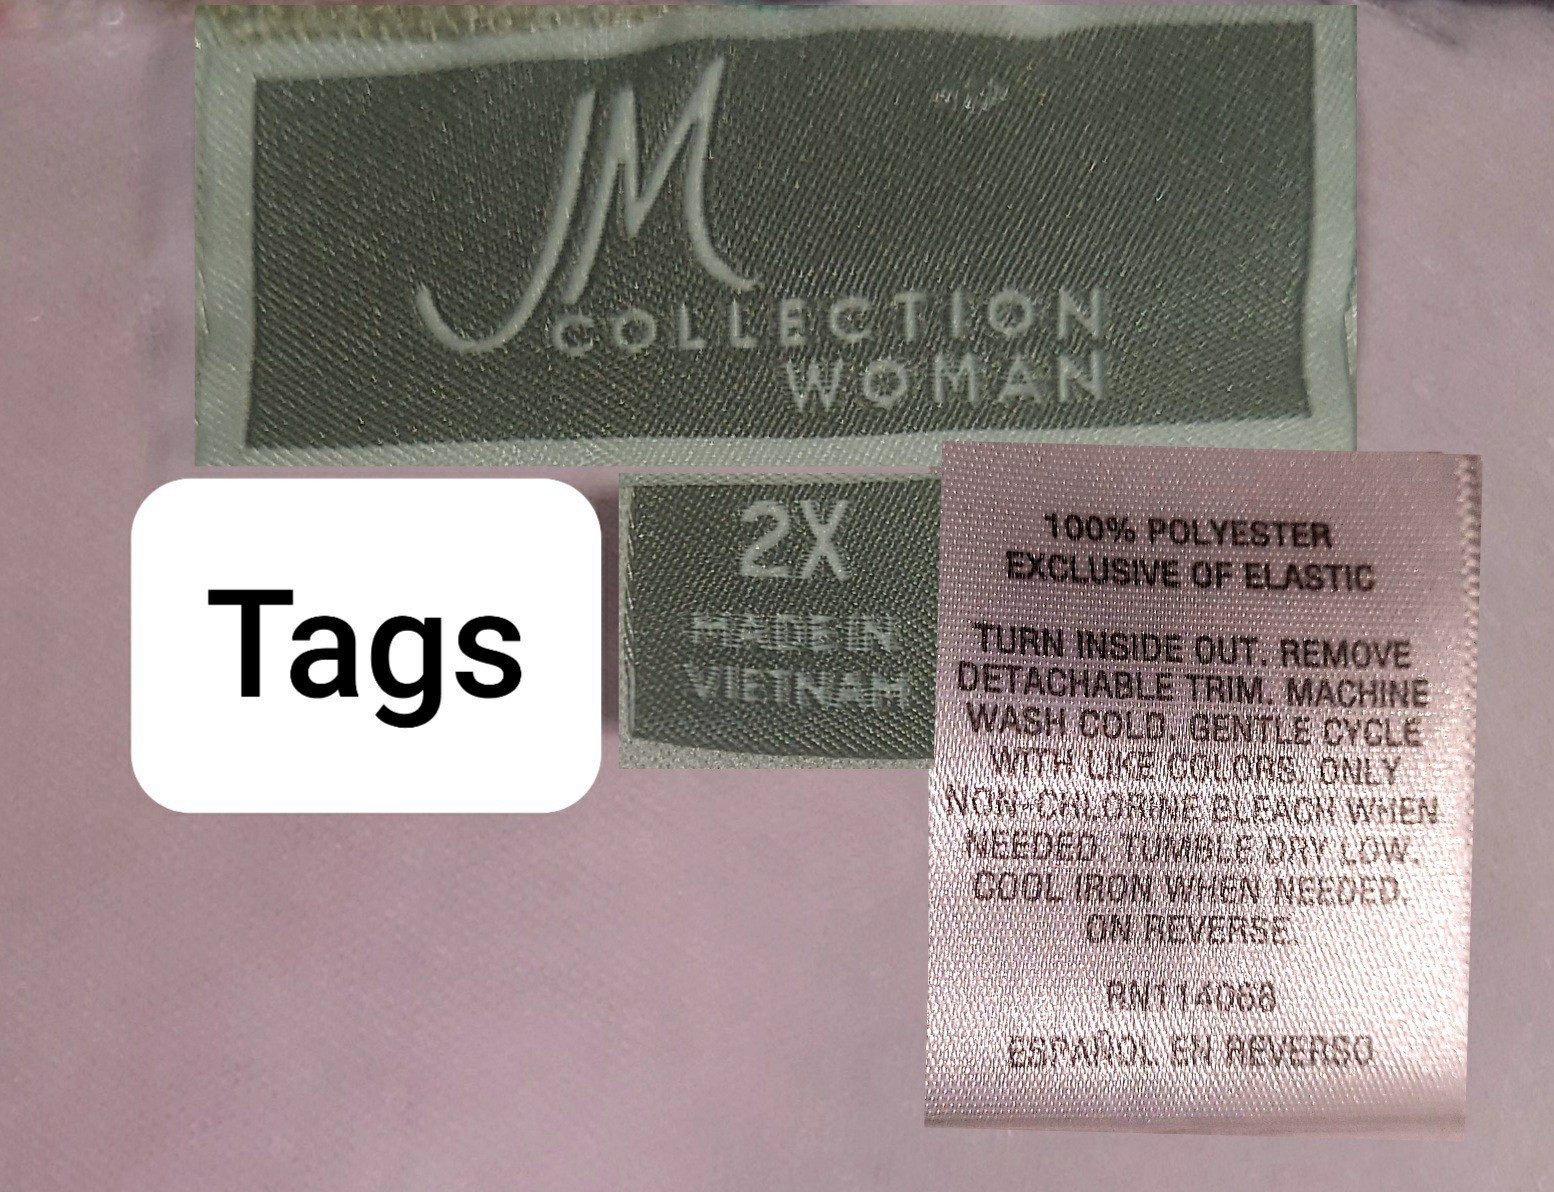 JM
COLLECTION
WOMAN
Tags
2X
MADE IN
VIETNAM
100% POLYESTER
EXCLUSIVE OF ELASTIC
TURN INSIDE OUT. REMOVE
DETACHABLE TRIM. MACHINE
WASH COLD, GENTLE CYCLE
WITH LIKE COLORS. ONLY
NON-CHLORINE BLEACH WHEN
NEEDED. TUMBLE DRY LOW.
COOL IRON WHEN NEEDED.
ON REVERSE.
RN114068
ESPAÑOL EN REVERSO